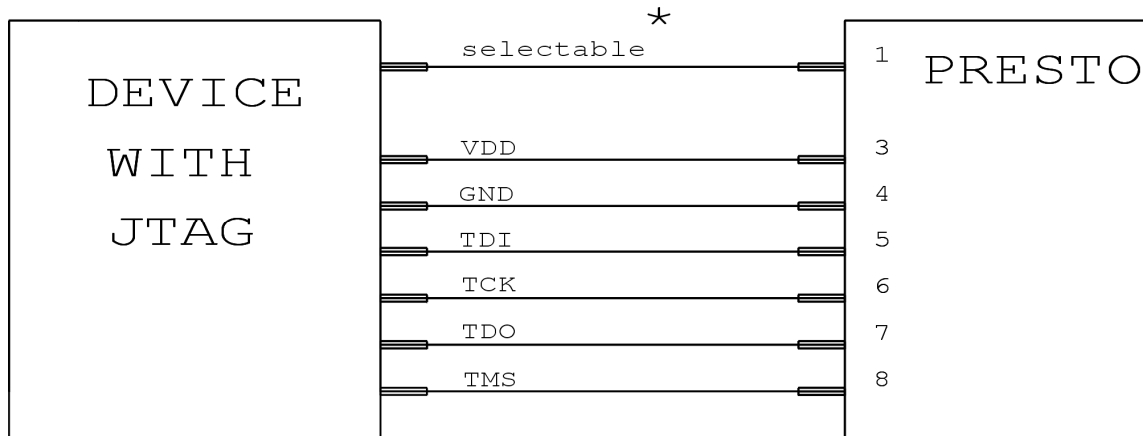 *
selectable 1
DEVICE
WITH
JTAG
PRESTO
VDD 3
GND 4
TDI 5
TCK 6
TDO 7
TMS 8